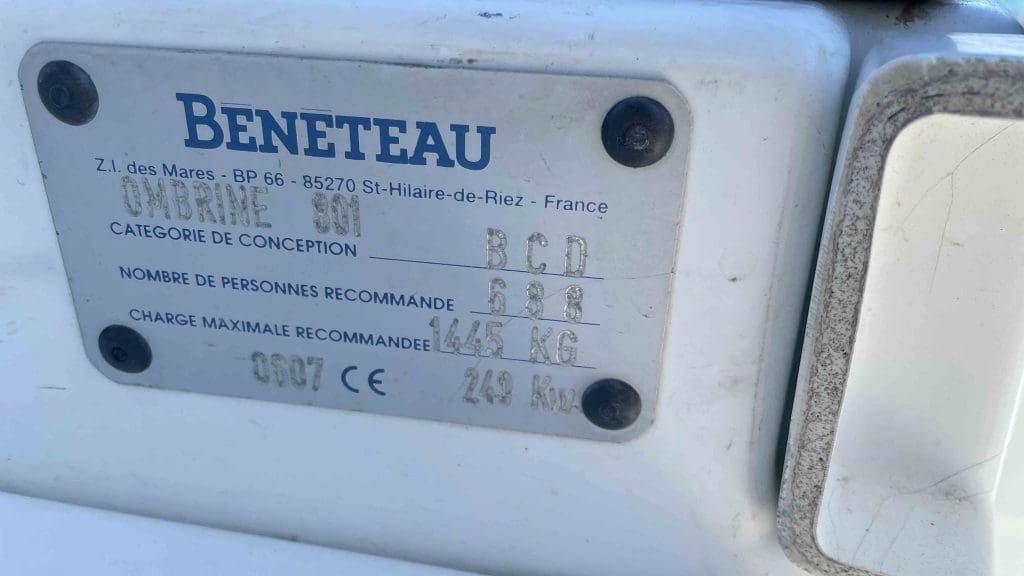 BENETEAU
Z.I. des Mares - BP 66 - 85270 St-Hilaire-de-Riez - France
OMBRINE 801
CATEGORIE DE CONCEPTION B C D
NOMBRE DE PERSONNES RECOMMANDE 6 8 8
CHARGE MAXIMALE RECOMMANDEE 1445 KG
0607 CE 249 Kw